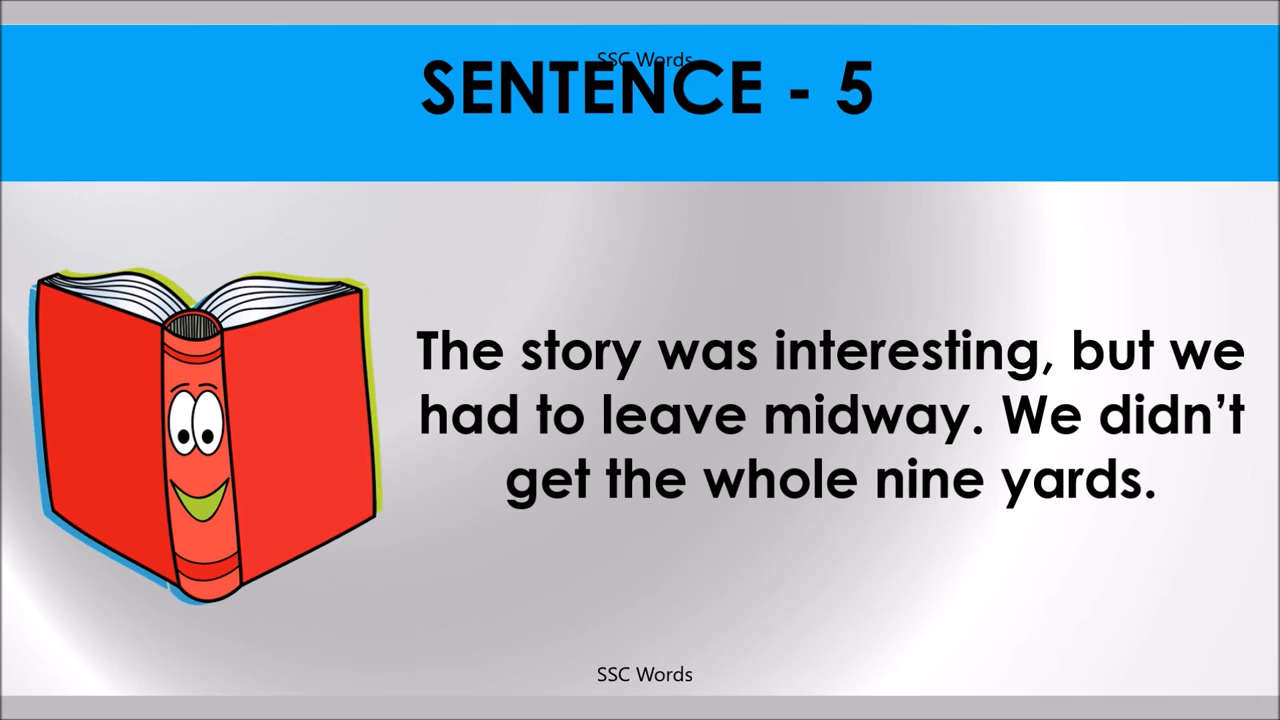 SSC Words
SENTENCE - 5
The story was interesting, but we
had to leave midway. We didn’t
get the whole nine yards.
SSC Words